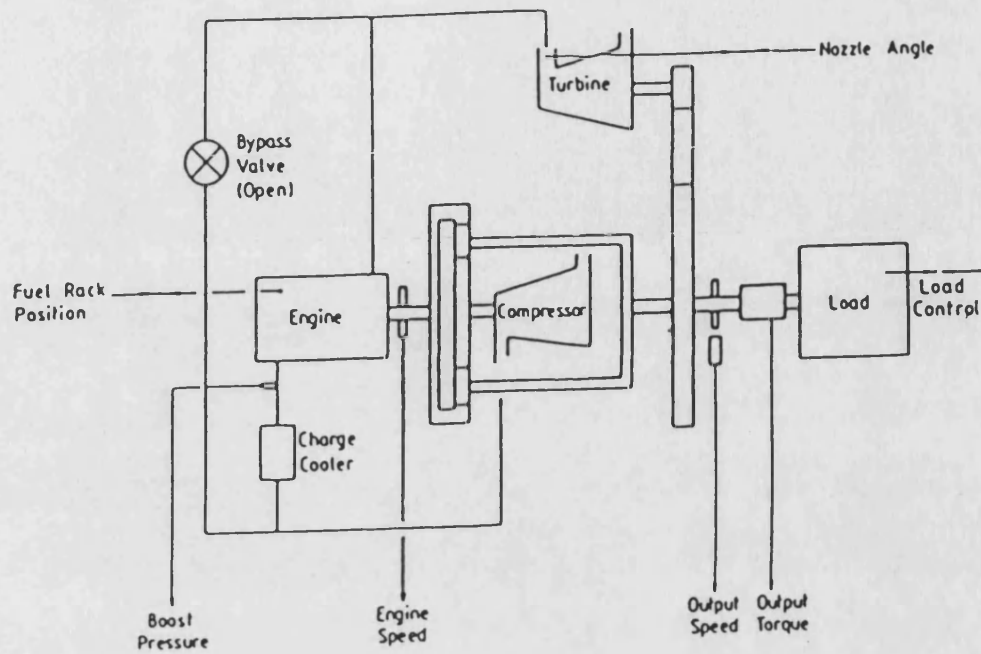 Nozzle Angle
Turbine
Bypass
Valve
(Open)
Fuel Rack
Position
Engine
Compressor
Load
Load
Control
Charge
Cooler
Boost
Pressure
Engine
Speed
Output
Speed
Output
Torque